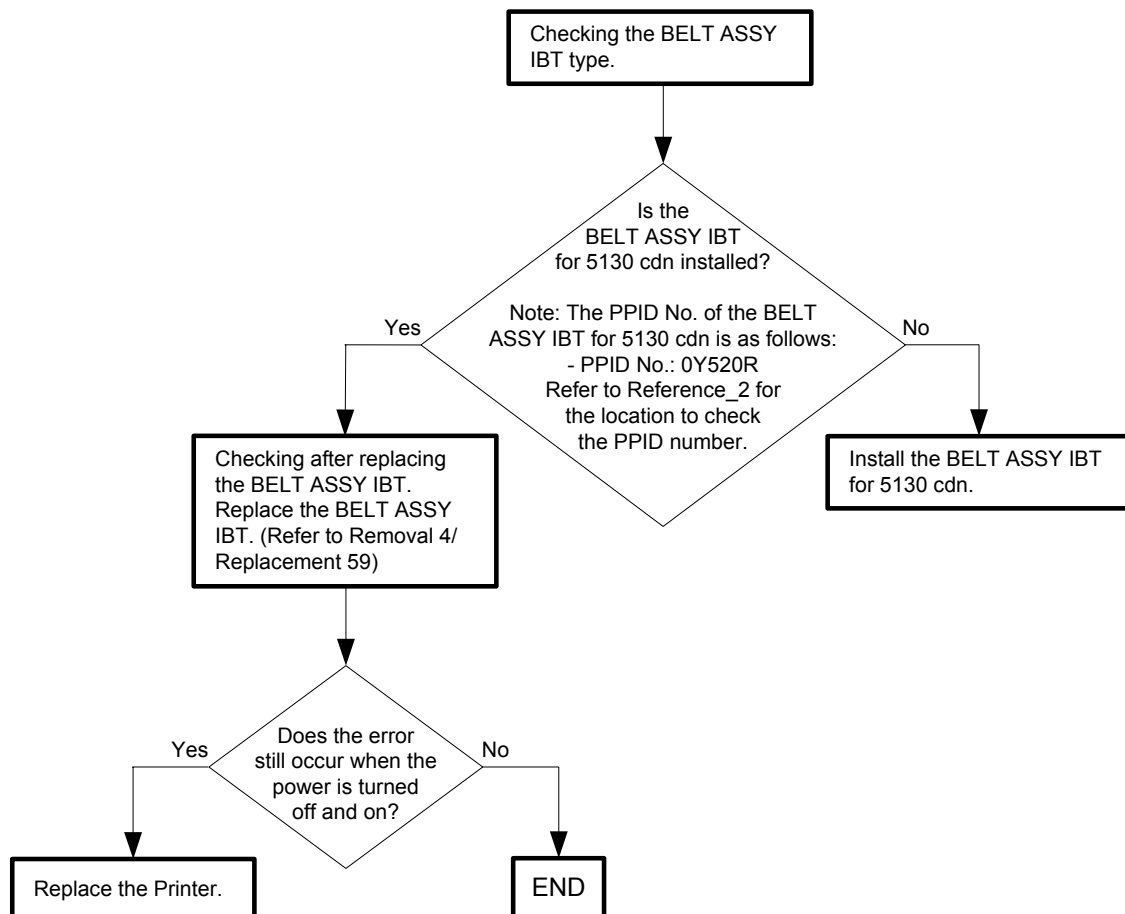 Checking the BELT ASSY
IBT type.
Is the
BELT ASSY IBT
for 5130 cdn installed?
Note: The PPID No. of the BELT
ASSY IBT for 5130 cdn is as follows:
- PPID No.: 0Y520R
Refer to Reference_2 for
the location to check
the PPID number.
Yes
No
Checking after replacing
the BELT ASSY IBT.
Replace the BELT ASSY
IBT. (Refer to Removal 4/
Replacement 59)
Install the BELT ASSY IBT
for 5130 cdn.
Does the error
still occur when the
power is turned
off and on?
Yes
No
Replace the Printer.
END